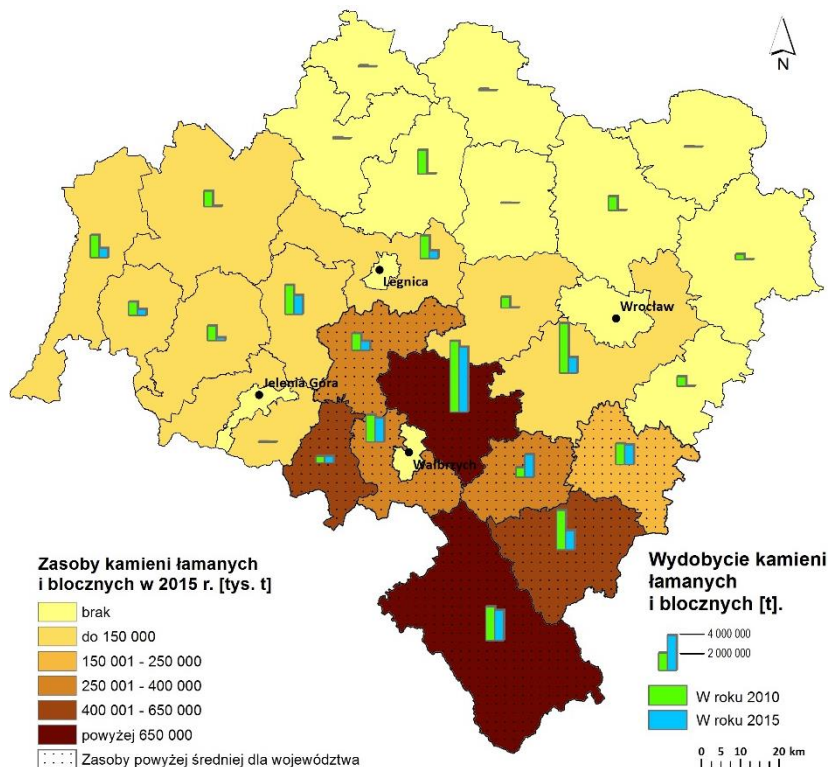 N
Legnica
Wrocław
Jelenia Góra
Wałbrzych
Zasoby kamieni łamanych
i blocznych w 2015 r. [tys. t]
brak
do 150 000
150 001 - 250 000
250 001 - 400 000
400 001 - 650 000
powyżej 650 000
Zasoby powyżej średniej dla województwa
Wydobycie kamieni
łamanych
i blocznych [t].
4 000 000
2 000 000
W roku 2010
W roku 2015
0 5 10 20 km